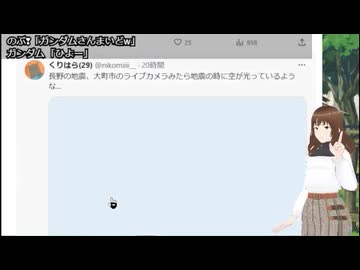 のぶ「ガンダムさんまいどw」
ガンダム「ひょー」
25
958
くりはら(29) @nikomiiii__ · 20時間
長野の地震、大町市のライブカメラみたら地震の時に空が光っているよう
な...